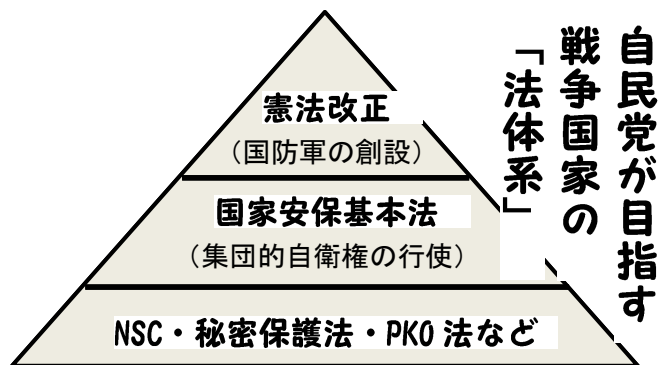 自民党が目指す
戦争国家の
「法体系」
憲法改正
（国防軍の創設）
国家安保基本法
（集団的自衛権の行使）
NSC・秘密保護法・PKO法など